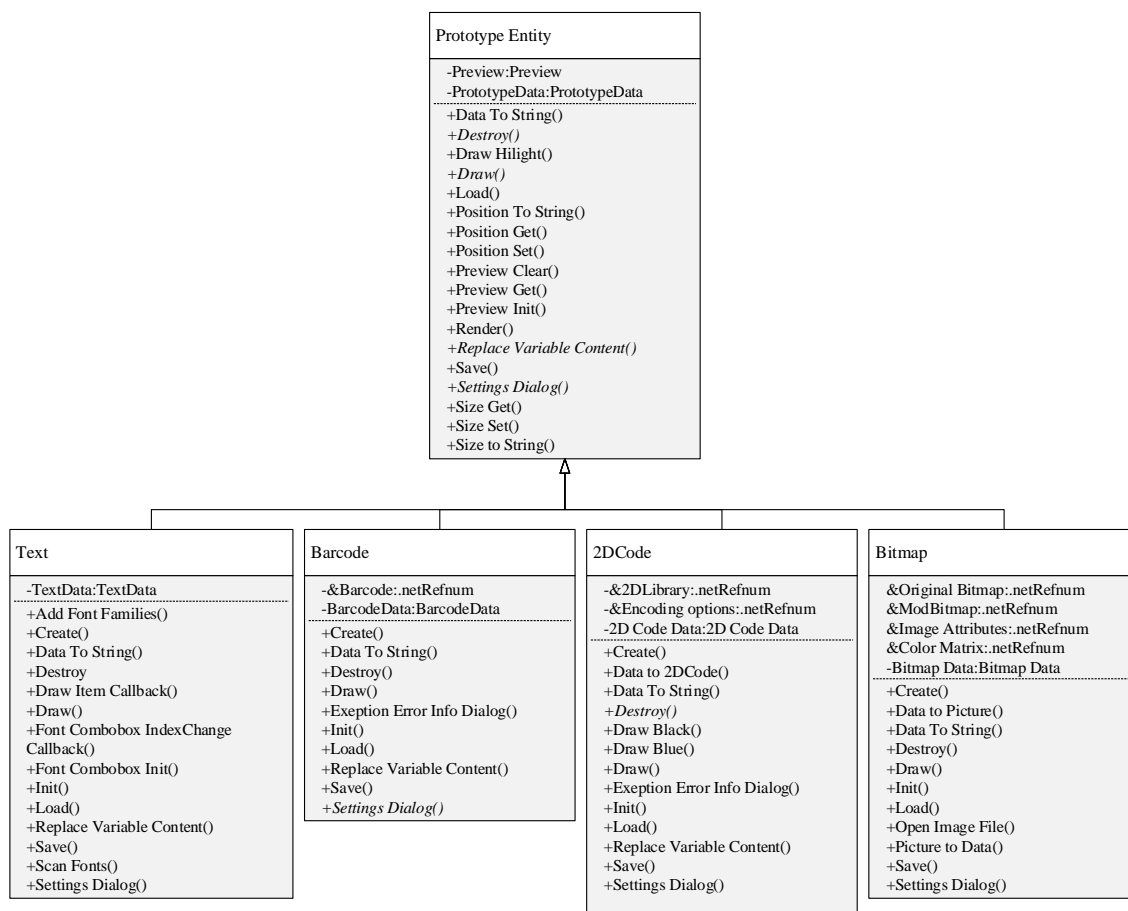 Prototype Entity
-Preview:Preview
-PrototypeData:PrototypeData
+Data To String()
+Destroy()
+Draw Hilight()
+Draw()
+Load()
+Position To String()
+Position Get()
+Position Set()
+Preview Clear()
+Preview Get()
+Preview Init()
+Render()
+Replace Variable Content()
+Save()
+Settings Dialog()
+Size Get()
+Size Set()
+Size to String()
Text
-TextData:TextData
+Add Font Families()
+Create()
+Data To String()
+Destroy
+Draw Item Callback()
+Draw()
+Font Combobox IndexChange
Callback()
+Font Combobox Init()
+Init()
+Load()
+Replace Variable Content()
+Save()
+Scan Fonts()
+Settings Dialog()
Barcode
-&Barcode:.netRefnum
-BarcodeData:BarcodeData
+Create()
+Data To String()
+Destroy()
+Draw()
+Exeption Error Info Dialog()
+Init()
+Load()
+Replace Variable Content()
+Save()
+Settings Dialog()
2DCode
-&2DLibrary:.netRefnum
-&Encoding options:.netRefnum
-2D Code Data:2D Code Data
+Create()
+Data to 2DCode()
+Data To String()
+Destroy()
+Draw Black()
+Draw Blue()
+Draw()
+Exeption Error Info Dialog()
+Init()
+Load()
+Replace Variable Content()
+Save()
+Settings Dialog()
Bitmap
&Original Bitmap:.netRefnum
&ModBitmap:.netRefnum
&Image Attributes:.netRefnum
&Color Matrix:.netRefnum
-Bitmap Data:Bitmap Data
+Create()
+Data to Picture()
+Data To String()
+Destroy()
+Draw()
+Init()
+Load()
+Open Image File()
+Picture to Data()
+Save()
+Settings Dialog()